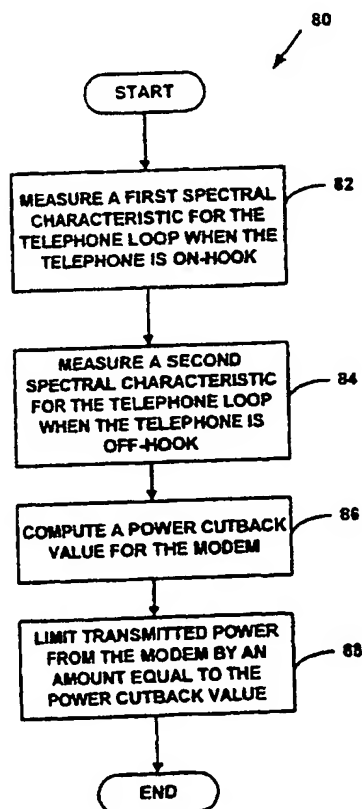 80
START
MEASURE A FIRST SPECTRAL
CHARACTERISTIC FOR THE
TELEPHONE LOOP WHEN THE
TELEPHONE IS ON-HOOK
82
MEASURE A SECOND
SPECTRAL CHARACTERISTIC
FOR THE TELEPHONE LOOP
WHEN THE TELEPHONE IS
OFF-HOOK
84
COMPUTE A POWER CUTBACK
VALUE FOR THE MODEM
86
LIMIT TRANSMITTED POWER
FROM THE MODEM BY AN
AMOUNT EQUAL TO THE
POWER CUTBACK VALUE
88
END